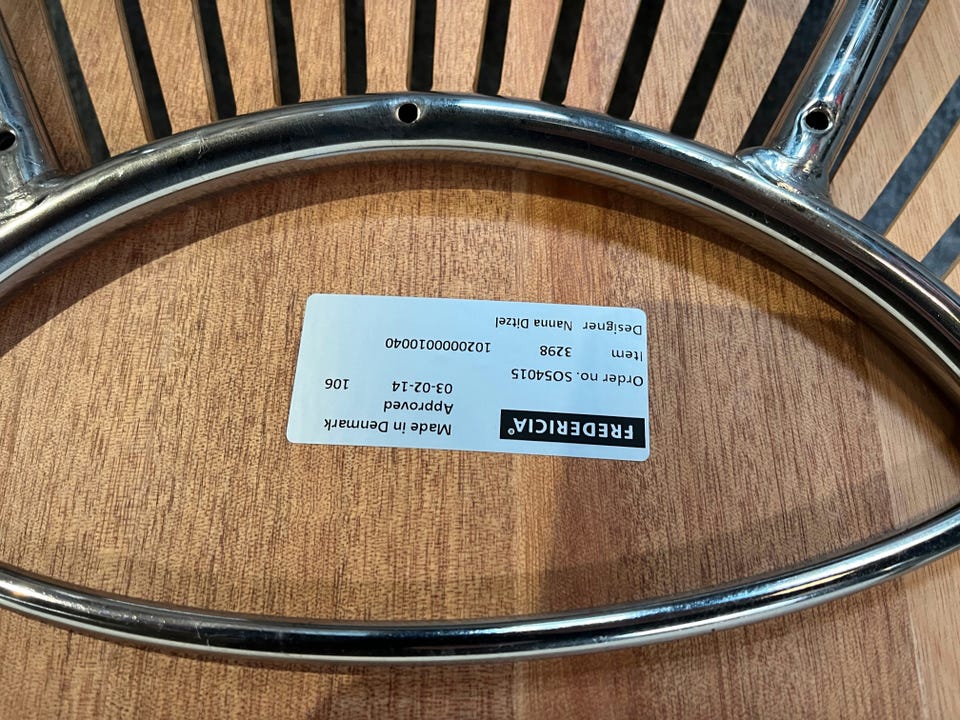 FREDERICIA® Made in Denmark
Approved
Order no. SO54015 03-02-14 106
Item 3298 1020000010040
Designer Nanna Ditzel